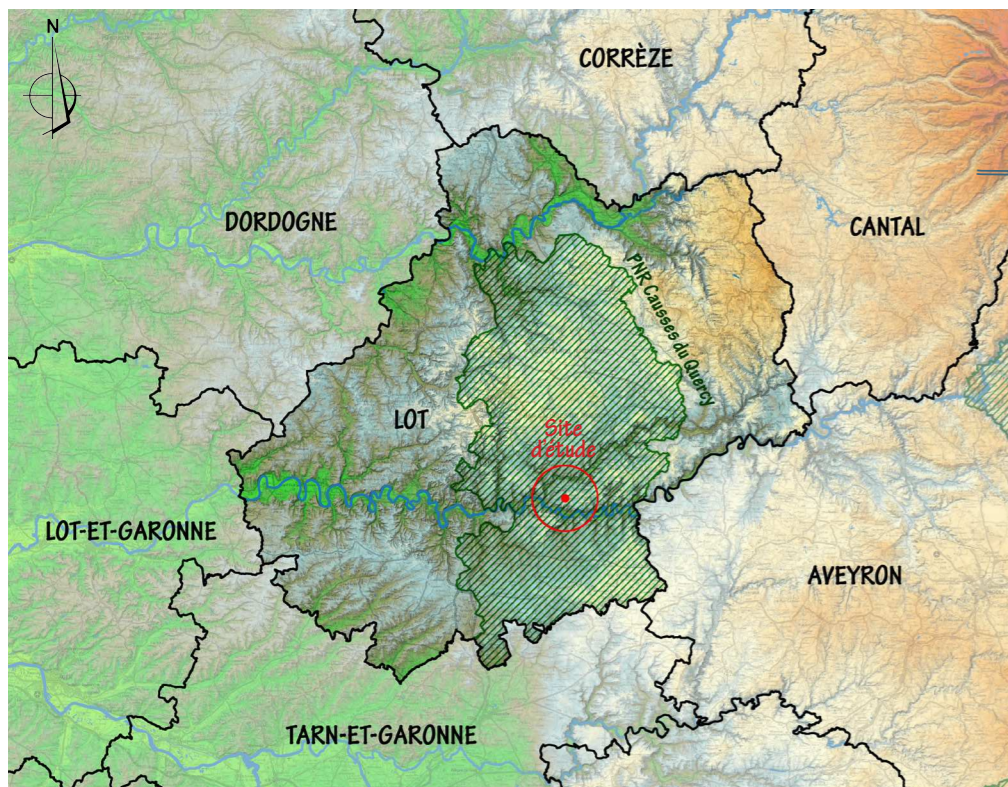 N
CORRÈZE
DORDOGNE
CANTAL
PNR Causses du Quercy
LOT
Site
d'étude
LOT-ET-GARONNE
AVEYRON
TARN-ET-GARONNE